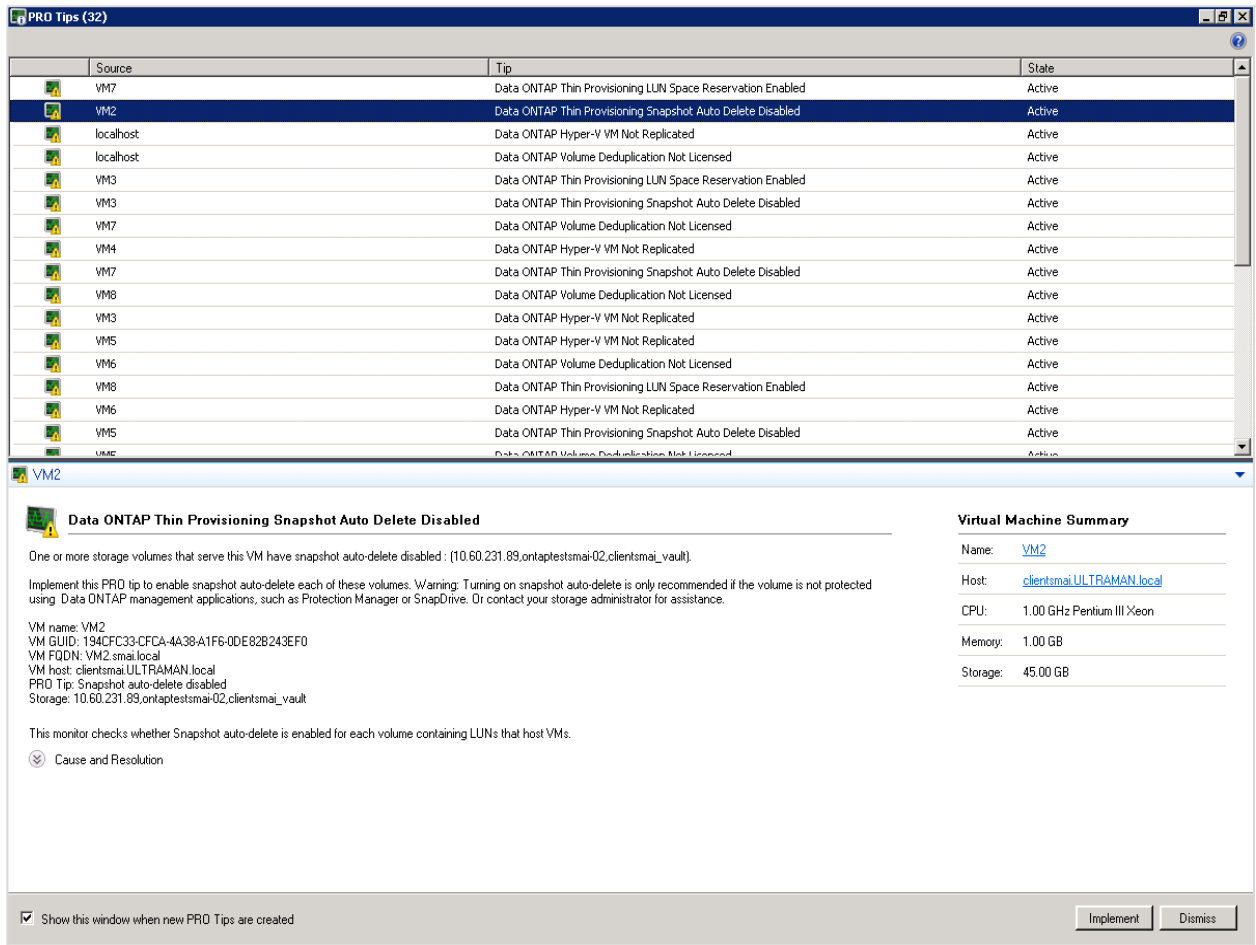 PRO Tips (32)
Source Tip State
VM7 Data ONTAP Thin Provisioning LUN Space Reservation Enabled Active
VM2 Data ONTAP Thin Provisioning Snapshot Auto Delete Disabled Active
localhost Data ONTAP Hyper-V VM Not Replicated Active
localhost Data ONTAP Volume Deduplication Not Licensed Active
VM3 Data ONTAP Thin Provisioning LUN Space Reservation Enabled Active
VM3 Data ONTAP Thin Provisioning Snapshot Auto Delete Disabled Active
VM7 Data ONTAP Volume Deduplication Not Licensed Active
VM4 Data ONTAP Hyper-V VM Not Replicated Active
VM7 Data ONTAP Thin Provisioning Snapshot Auto Delete Disabled Active
VM8 Data ONTAP Volume Deduplication Not Licensed Active
VM3 Data ONTAP Hyper-V VM Not Replicated Active
VM5 Data ONTAP Hyper-V VM Not Replicated Active
VM6 Data ONTAP Volume Deduplication Not Licensed Active
VM8 Data ONTAP Thin Provisioning LUN Space Reservation Enabled Active
VM6 Data ONTAP Hyper-V VM Not Replicated Active
VM5 Data ONTAP Thin Provisioning Snapshot Auto Delete Disabled Active
Data ONTAP Volume Deduplication Not Licensed Active
VM2
Data ONTAP Thin Provisioning Snapshot Auto Delete Disabled
One or more storage volumes that serve this VM have snapshot auto-delete disabled : (10.60.231.89,ontaptestsmai-02,clientsmai_vault).
Implement this PRO tip to enable snapshot auto-delete each of these volumes. Warning: Turning on snapshot auto-delete is only recommended if the volume is not protected
using Data ONTAP management applications, such as Protection Manager or SnapDrive. Or contact your storage administrator for assistance.
VM name: VM2
VM GUID: 194CFC33-CFCA-4A38-A1F6-0DE82B243EF0
VM FQDN: VM2.smai.local
VM host: clientsmai.ULTRAMAN.local
PRO Tip: Snapshot auto-delete disabled
Storage: 10.60.231.89,ontaptestsmai-02,clientsmai_vault
This monitor checks whether Snapshot auto-delete is enabled for each volume containing LUNs that host VMs.
Cause and Resolution
Virtual Machine Summary
Name: VM2
Host: clientsmai.ULTRAMAN.local
CPU: 1.00 GHz Pentium III Xeon
Memory: 1.00 GB
Storage: 45.00 GB
Show this window when new PRO Tips are created
Implement Dismiss